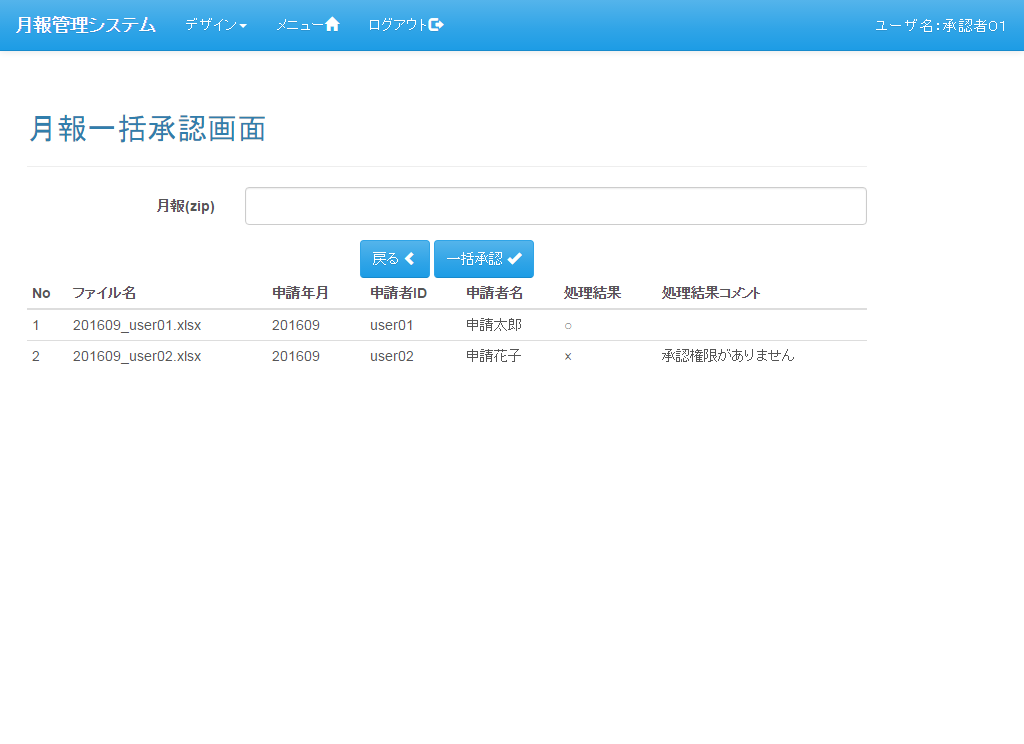 月報管理システム デザイン メニュー ログアウト ユーザ名:承認者01
月報一括承認画面
月報(zip)
戻る 一括承認
No ファイル名 申請年月 申請者ID 申請者名 処理結果 処理結果コメント
1 201609_user01.xlsx 201609 user01 申請太郎 ○
2 201609_user02.xlsx 201609 user02 申請花子 x 承認権限がありません